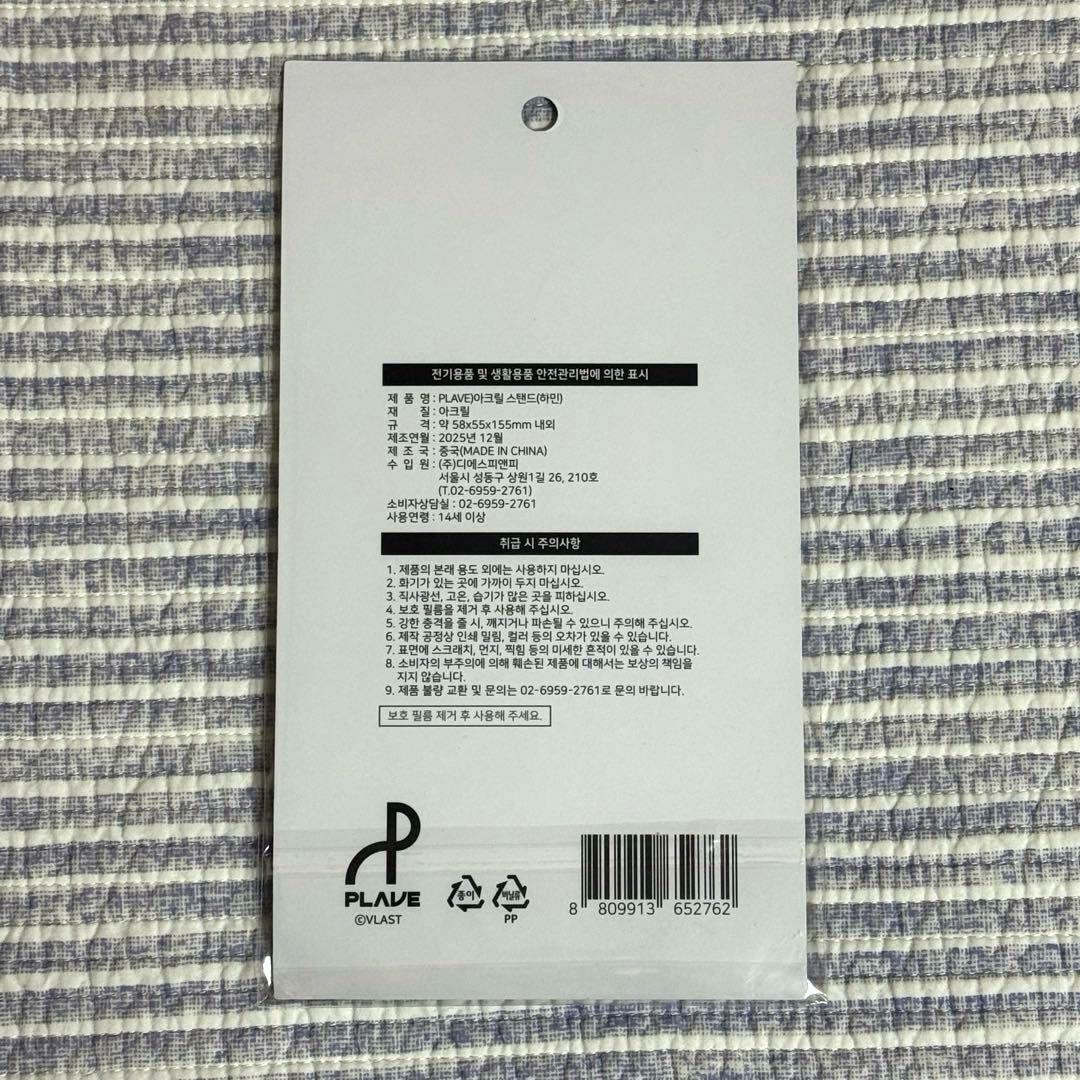 전기용품 및 생활용품 안전관리법에 의한 표시
제 품 명 : PLAVE)아크릴 스탠드(하민)
재 질 : 아크릴
규 격 : 약 58x55x155mm 내외
제조연월 : 2025년 12월
제 조 국 : 중국(MADE IN CHINA)
수 입 원 : (주)디에스피앤피
서울시 성동구 상원1길 26, 210호
(T.02-6959-2761)
소비자상담실 : 02-6959-2761
사용연령 : 14세 이상
취급 시 주의사항
1. 제품의 본래 용도 외에는 사용하지 마십시오.
2. 화기가 있는 곳에 가까이 두지 마십시오.
3. 직사광선, 고온, 습기가 많은 곳을 피하십시오.
4. 보호 필름을 제거 후 사용해 주십시오.
5. 강한 충격을 줄 시, 깨지거나 파손될 수 있으니 주의해 주십시오.
6. 제작 공정상 인쇄 밀림, 컬러 등의 오차가 있을 수 있습니다.
7. 표면에 스크래치, 먼지, 찍힘 등의 미세한 흔적이 있을 수 있습니다.
8. 소비자의 부주의에 의해 훼손된 제품에 대해서는 보상의 책임을
지지 않습니다.
9. 제품 불량 교환 및 문의는 02-6959-2761로 문의 바랍니다.
보호 필름 제거 후 사용해 주세요.
PLAVE
©VLAST
종이
비닐류
PP
8 809913 652762